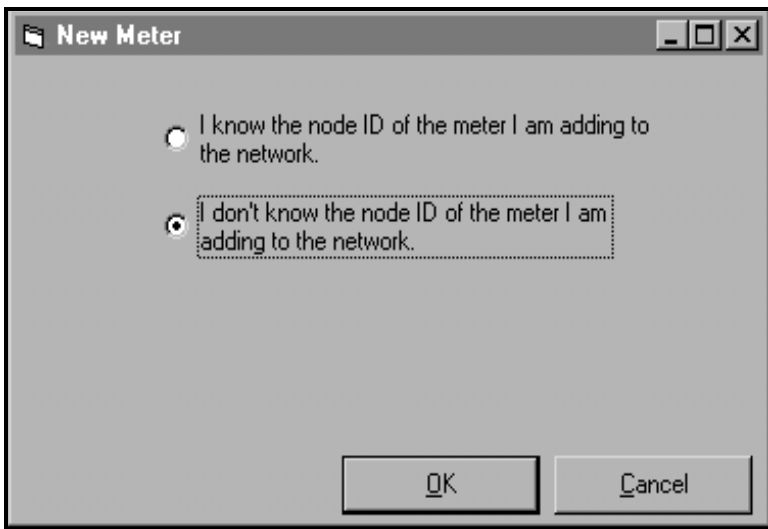 New Meter
I know the node ID of the meter I am adding to
the network.
I don't know the node ID of the meter I am
adding to the network.
OK
Cancel